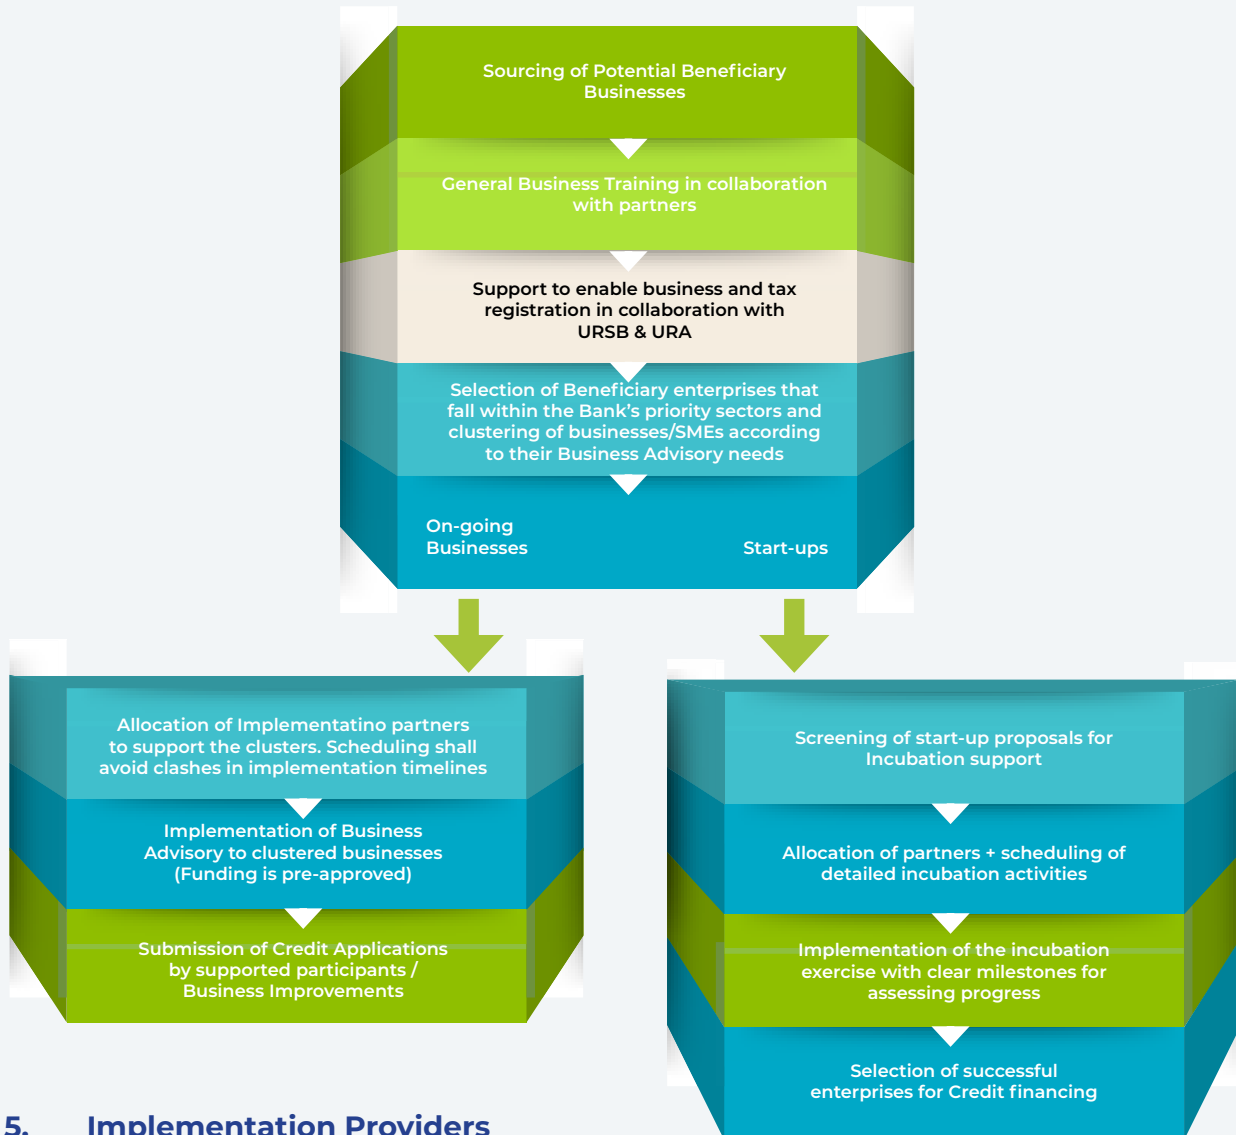 Sourcing of Potential Beneficiary
Businesses
General Business Training in collaboration
with partners
Support to enable business and tax
registration in collaboration with
URSB & URA
Selection of Beneficiary enterprises that
fall within the Bank’s priority sectors and
clustering of businesses/SMEs according
to their Business Advisory needs
On-going
Businesses
Start-ups
Allocation of Implementatino partners
to support the clusters. Scheduling shall
avoid clashes in implementation timelines
Implementation of Business
Advisory to clustered businesses
(Funding is pre-approved)
Submission of Credit Applications
by supported participants /
Business Improvements
Screening of start-up proposals for
Incubation support
Allocation of partners + scheduling of
detailed incubation activities
Implementation of the incubation
exercise with clear milestones for
assessing progress
Selection of successful
enterprises for Credit financing
5. Implementation Providers